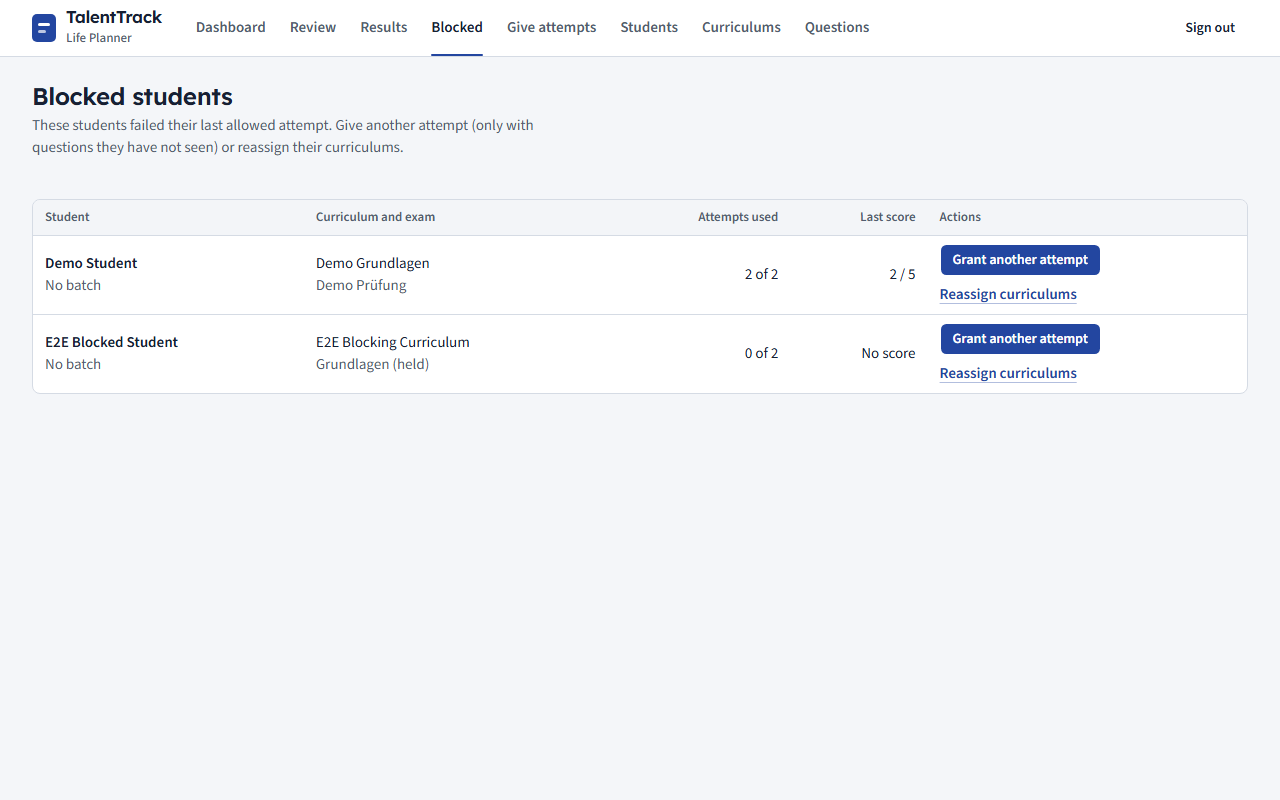 TalentTrack
Life Planner
Dashboard Review Results Blocked Give attempts Students Curriculums Questions Sign out
Blocked students
These students failed their last allowed attempt. Give another attempt (only with
questions they have not seen) or reassign their curriculums.
Student Curriculum and exam Attempts used Last score Actions
Demo Student Demo Grundlagen 2 of 2 2 / 5 Grant another attempt
No batch Demo Prüfung Reassign curriculums
E2E Blocked Student E2E Blocking Curriculum 0 of 2 No score Grant another attempt
No batch Grundlagen (held) Reassign curriculums